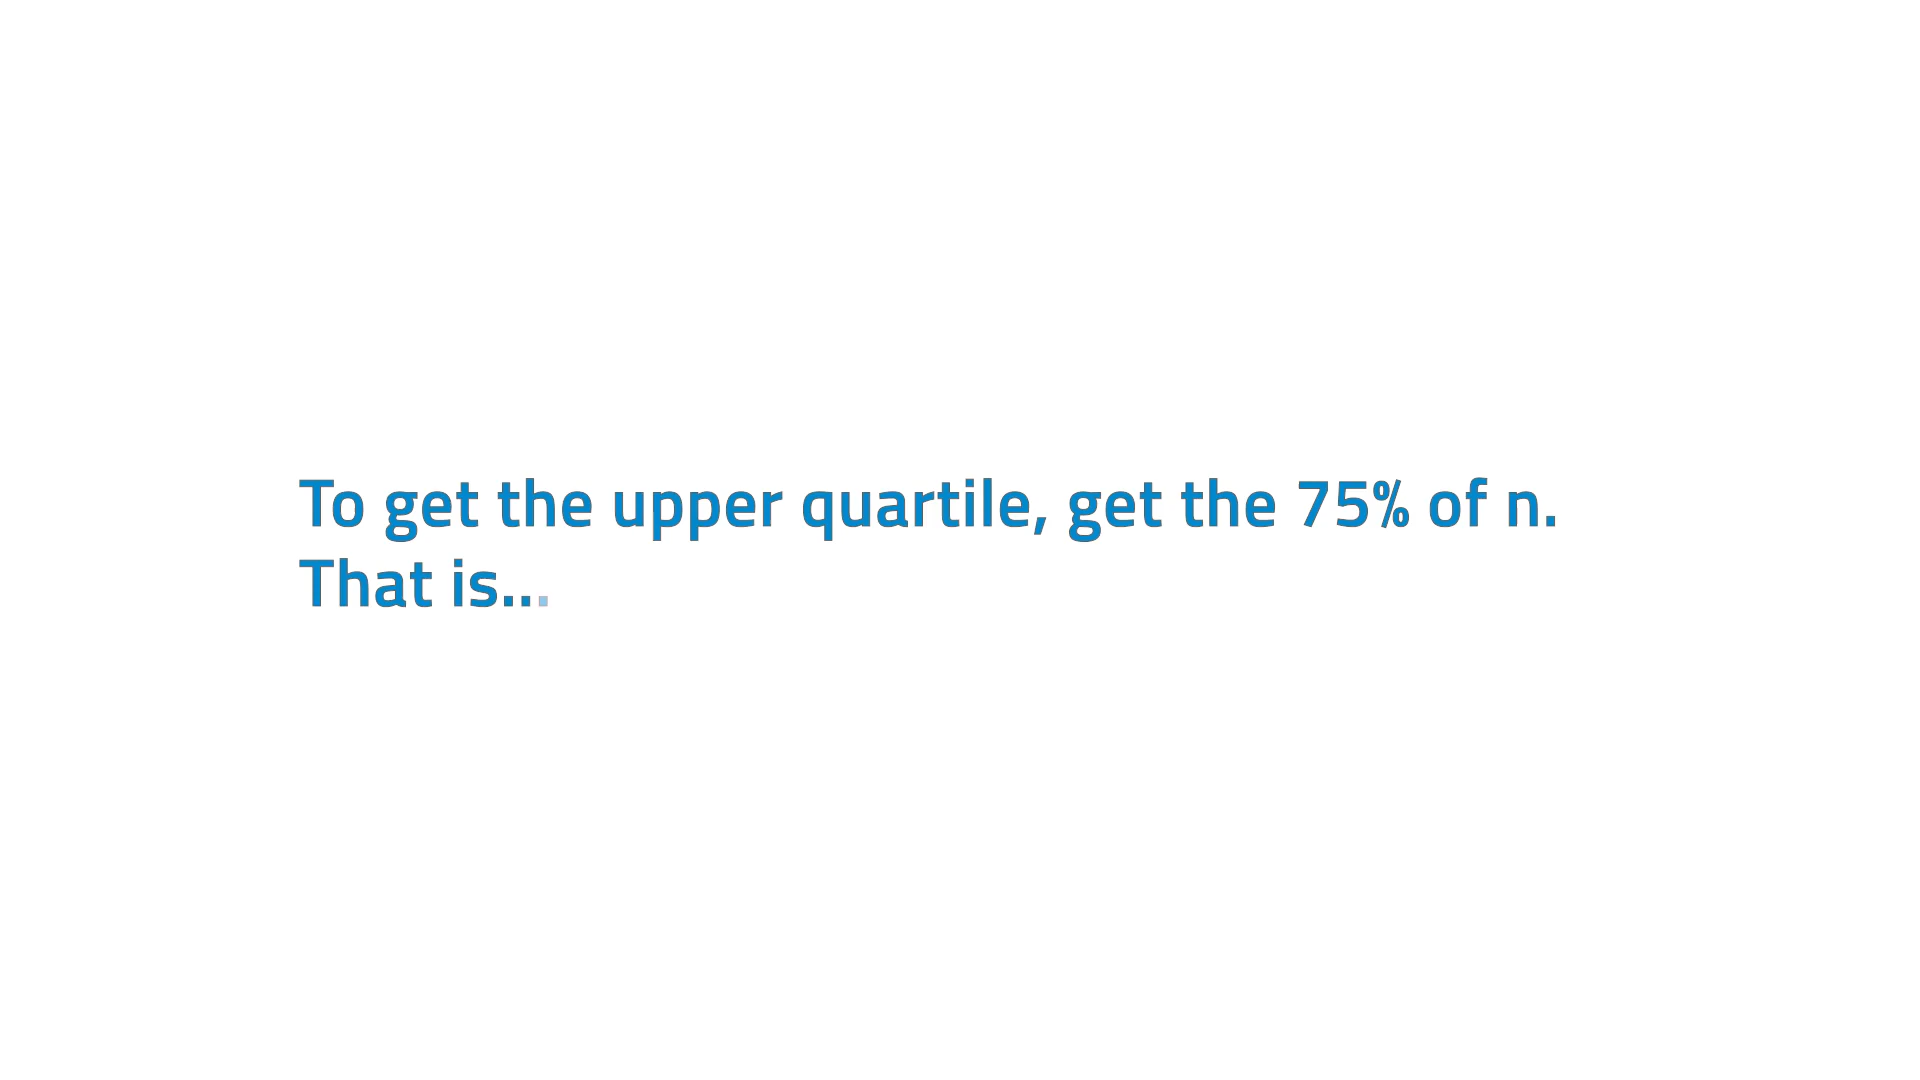 To get the upper quartile, get the 75% of n.
That is...